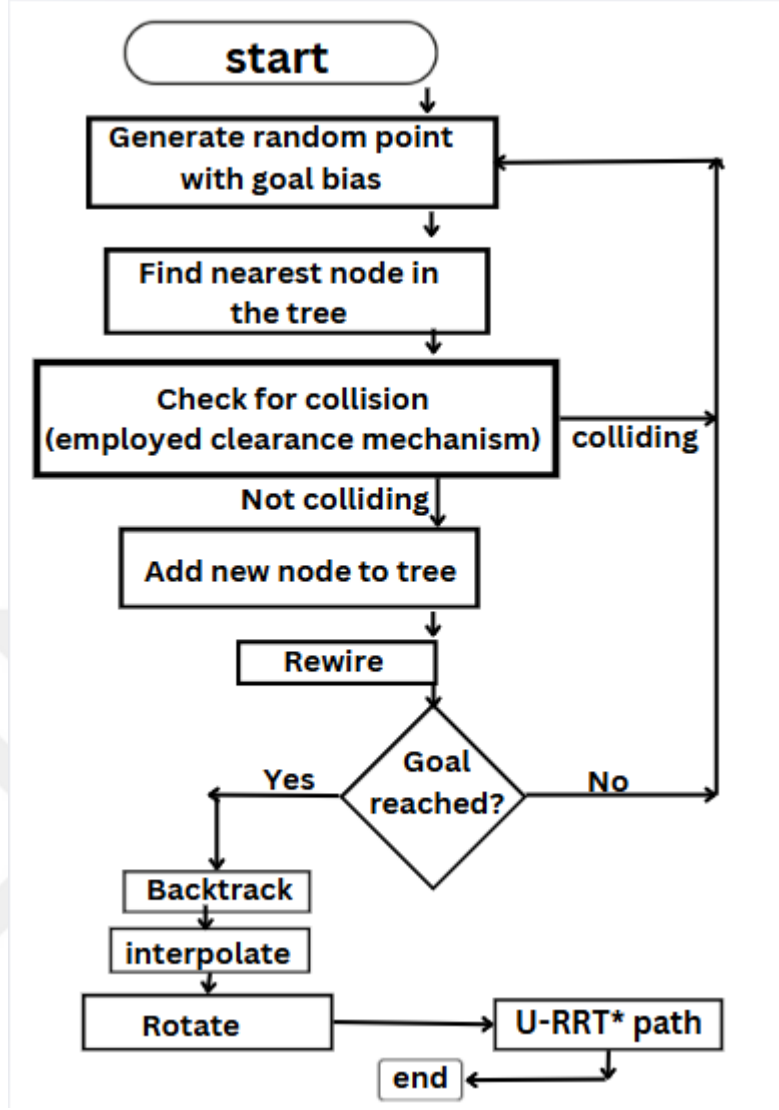 start
Generate random point
with goal bias
Find nearest node in
the tree
Check for collision
(employed clearance mechanism)
colliding
Not colliding
Add new node to tree
Rewire
Goal
reached?
Yes
No
Backtrack
interpolate
Rotate
U-RRT* path
end